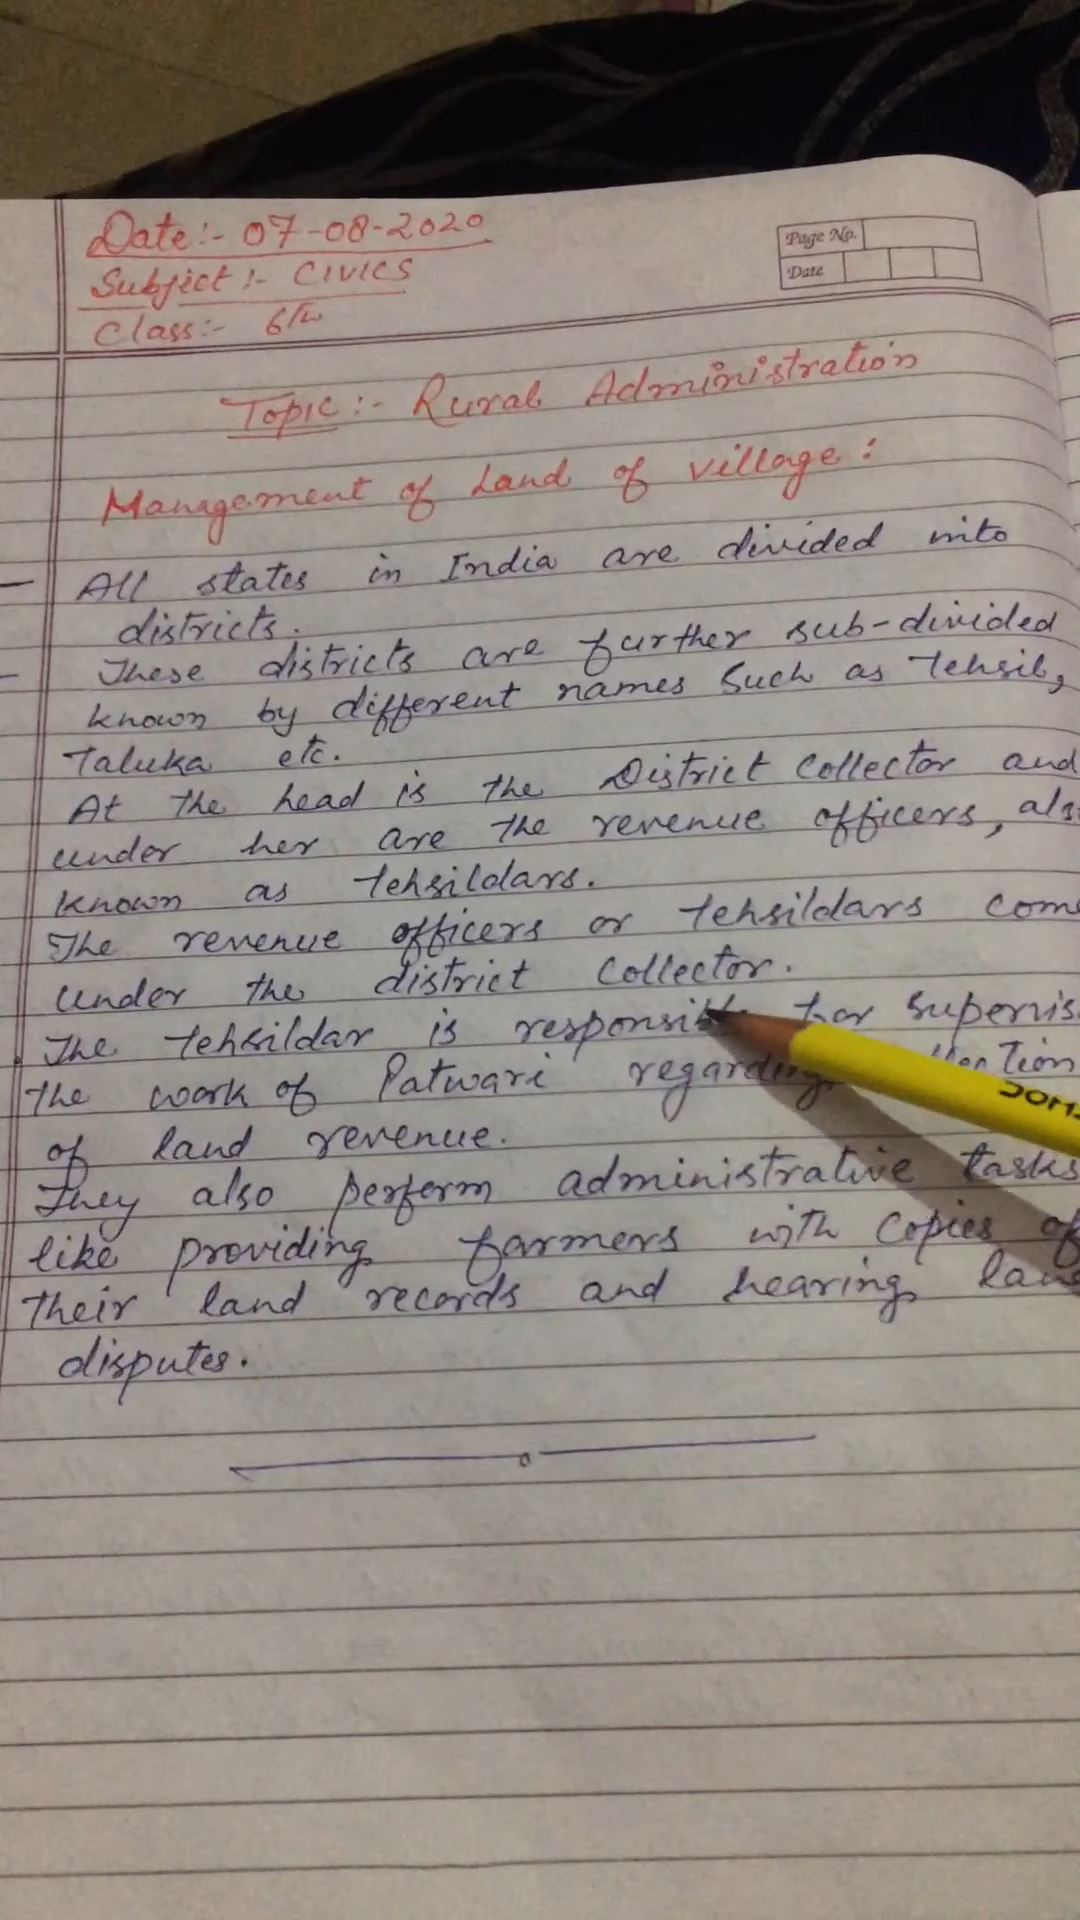 Date:- 07-08-2020
Subject:- CIVICS
Class:- 6/w
Page No.
Date
Topic:- Rural Administration
Management of Land of village:
All states in India are divided into
districts.
These districts are further sub-divided
known by different names such as Tehsil,
Taluka etc.
At the head is the District Collector and
under her are the revenue officers, als
known as tehsildars.
The revenue officers or tehsildars come
under the district Collector.
The tehsildar is responsible for supervis
the work of Patwari regarding
of land revenue.
They also perform administrative tasks
like providing farmers with copies of
their land records and hearing lan
disputes.